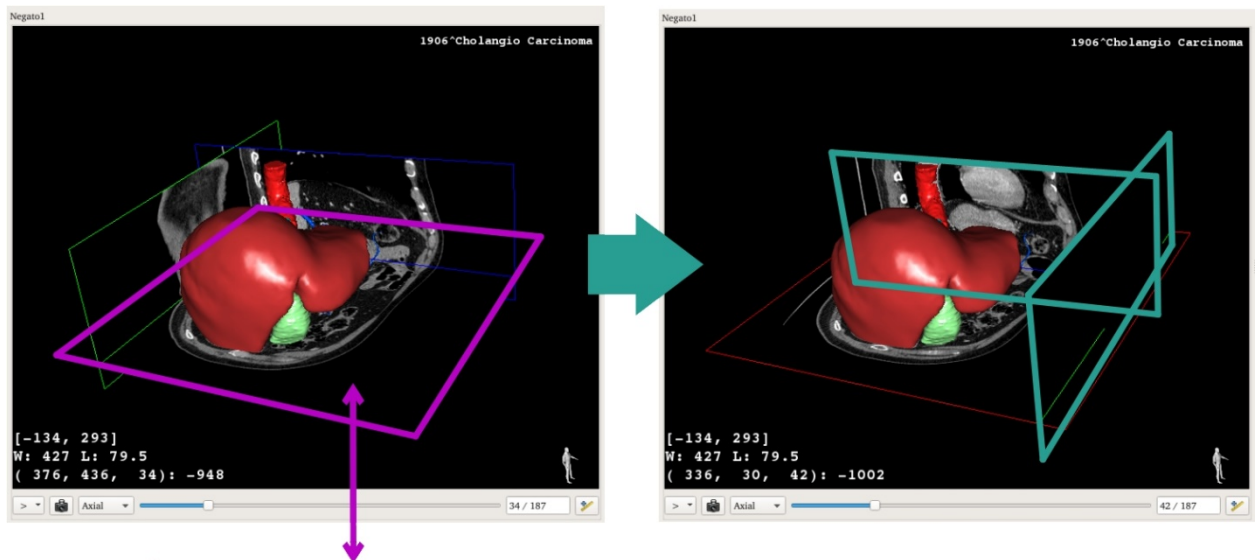 Negato1
1906^Cholangio Carcinoma
[-134, 293]
W: 427 L: 79.5
( 376, 436,  34): -948
> Axial 34 / 187
Negato1
1906^Cholangio Carcinoma
[-134, 293]
W: 427 L: 79.5
( 336,  30,  42): -1002
> Axial 42 / 187